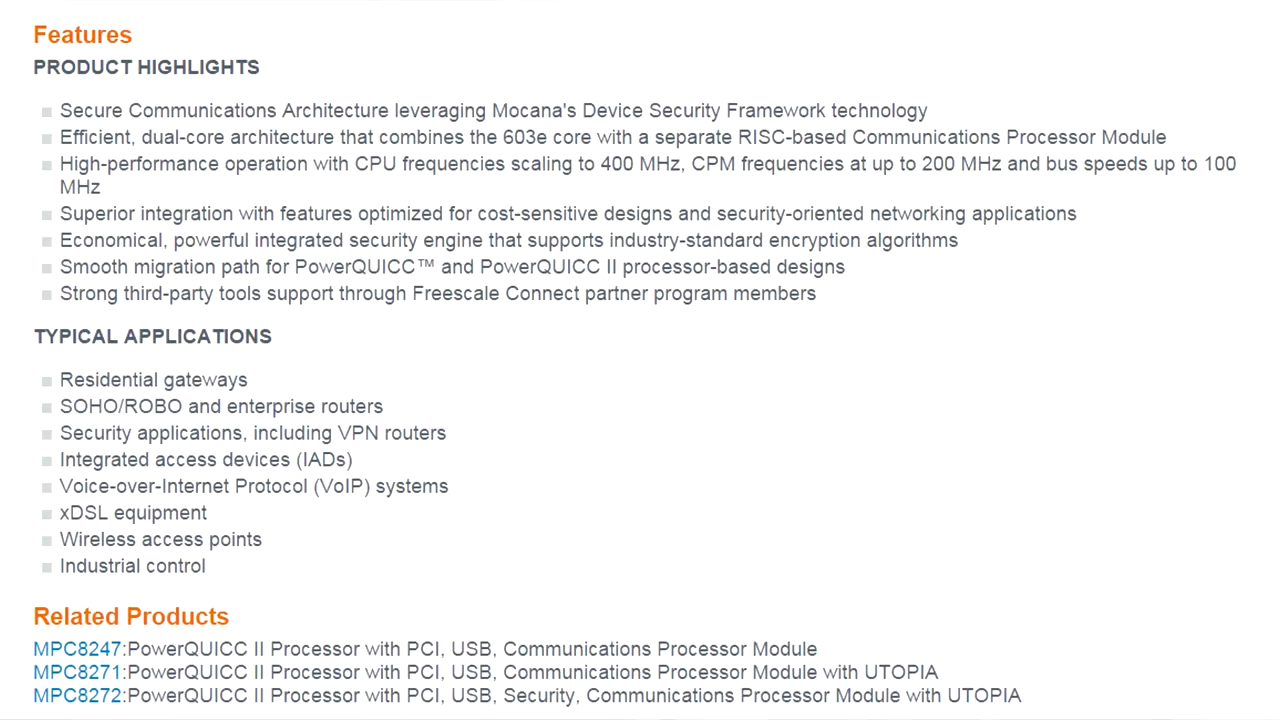 Features
PRODUCT HIGHLIGHTS
Secure Communications Architecture leveraging Mocana's Device Security Framework technology
Efficient, dual-core architecture that combines the 603e core with a separate RISC-based Communications Processor Module
High-performance operation with CPU frequencies scaling to 400 MHz, CPM frequencies at up to 200 MHz and bus speeds up to 100
MHz
Superior integration with features optimized for cost-sensitive designs and security-oriented networking applications
Economical, powerful integrated security engine that supports industry-standard encryption algorithms
Smooth migration path for PowerQUICC™ and PowerQUICC II processor-based designs
Strong third-party tools support through Freescale Connect partner program members
TYPICAL APPLICATIONS
Residential gateways
SOHO/ROBO and enterprise routers
Security applications, including VPN routers
Integrated access devices (IADs)
Voice-over-Internet Protocol (VoIP) systems
xDSL equipment
Wireless access points
Industrial control
Related Products
MPC8247:PowerQUICC II Processor with PCI, USB, Communications Processor Module
MPC8271:PowerQUICC II Processor with PCI, USB, Communications Processor Module with UTOPIA
MPC8272:PowerQUICC II Processor with PCI, USB, Security, Communications Processor Module with UTOPIA